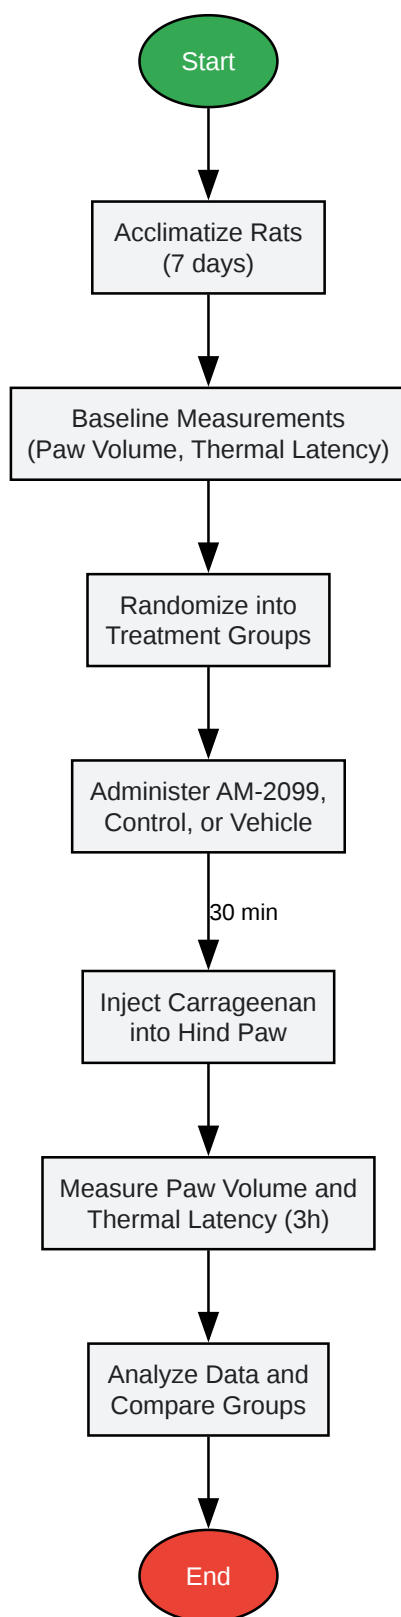 Start
Acclimatize Rats
(7 days)
Baseline Measurements
(Paw Volume, Thermal Latency)
Randomize into
Treatment Groups
Administer AM-2099,
Control, or Vehicle
30 min
Inject Carrageenan
into Hind Paw
Measure Paw Volume and
Thermal Latency (3h)
Analyze Data and
Compare Groups
End